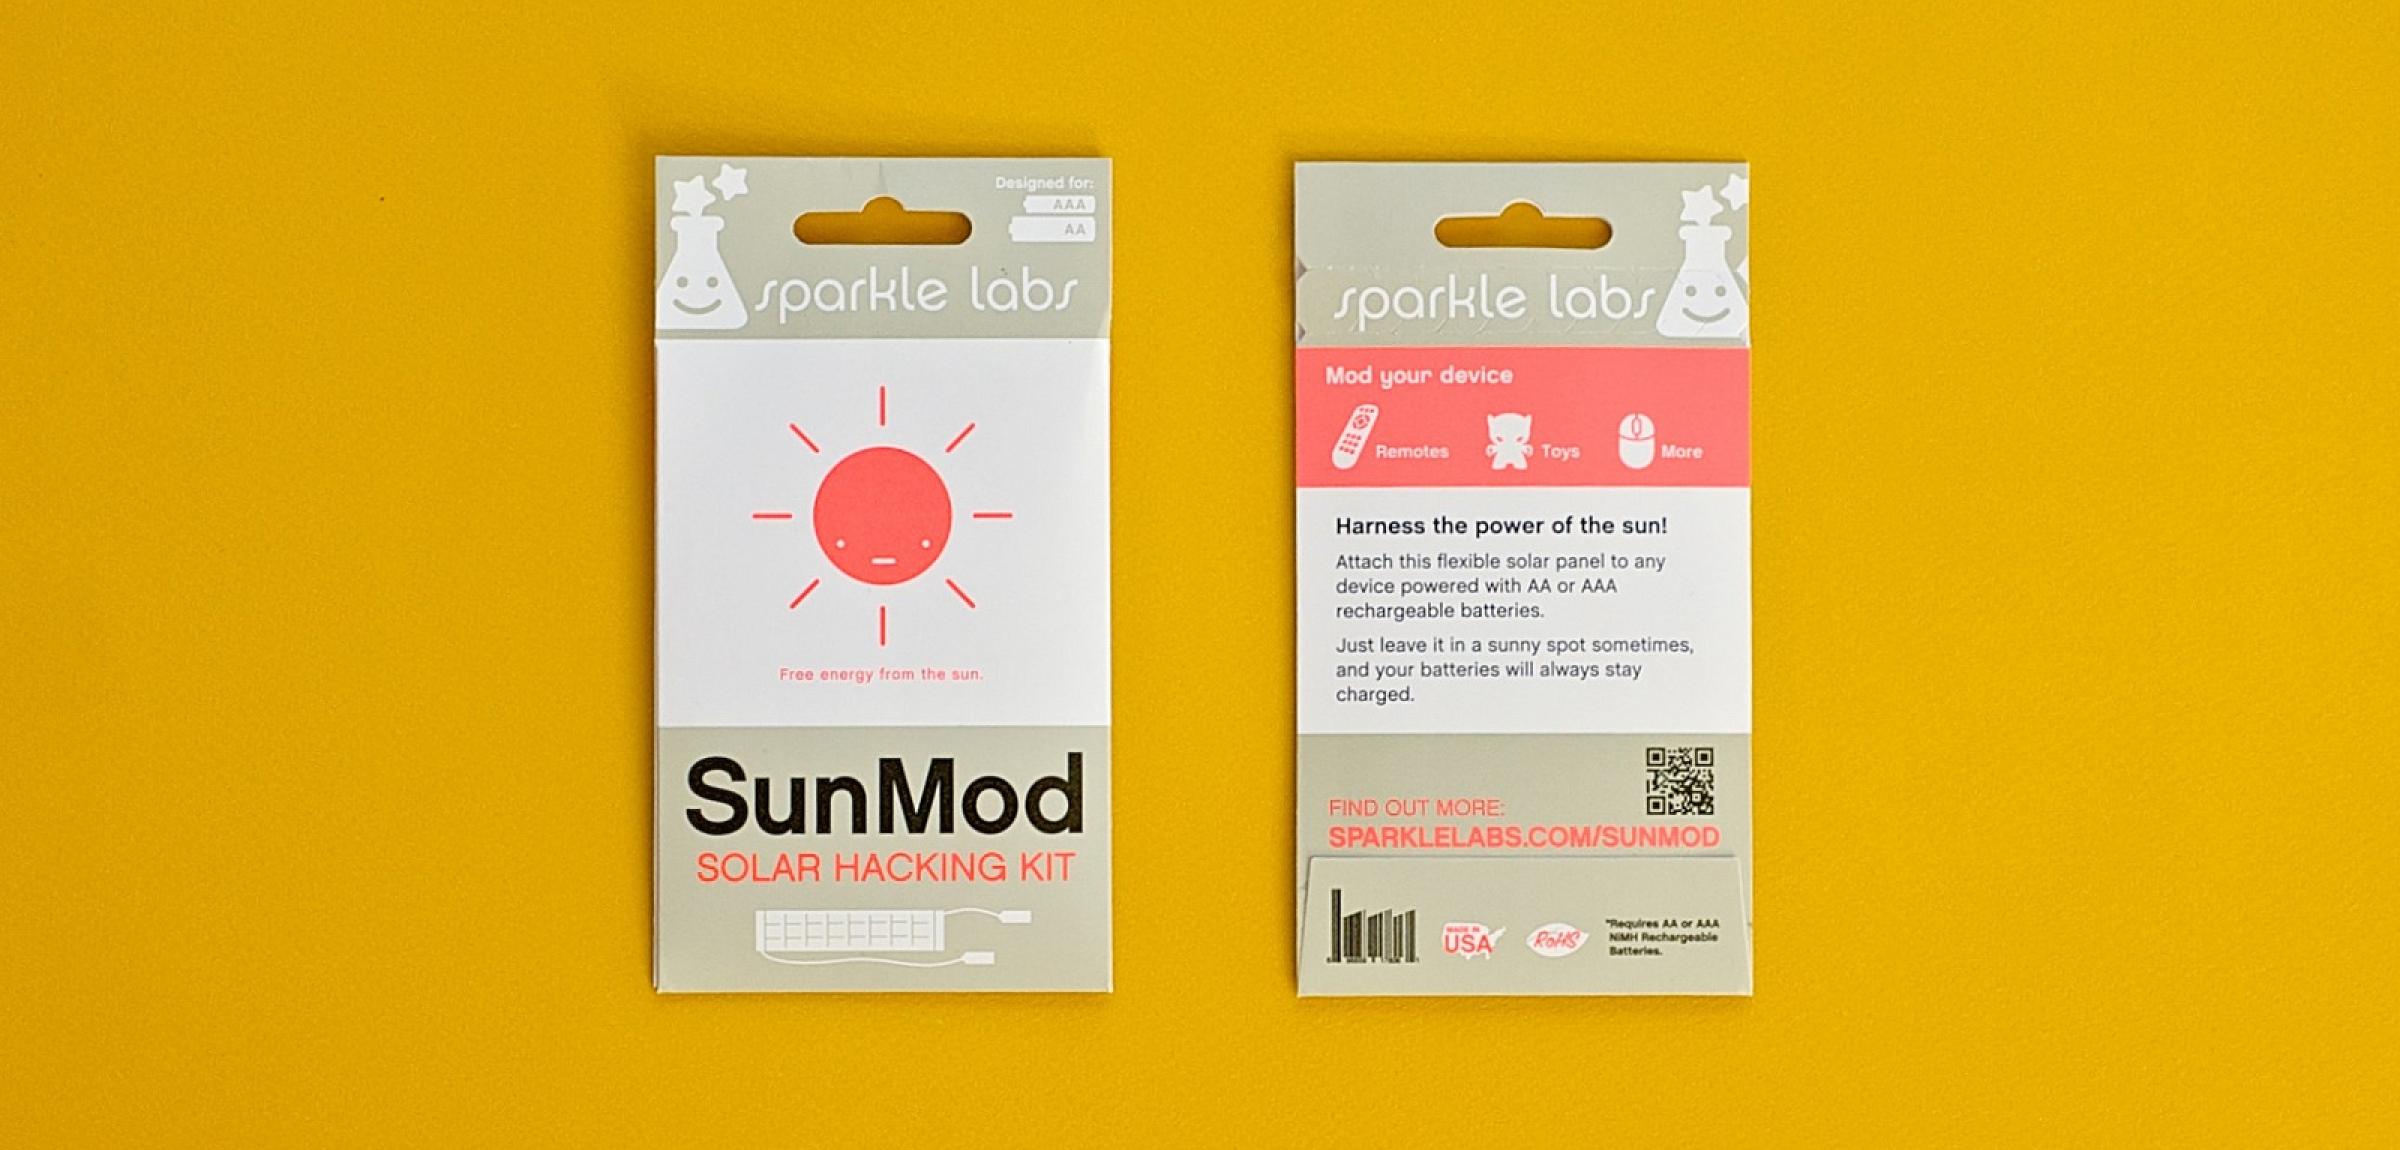 Designed for:
AAA
AA
sparkle labs
Free energy from the sun.
SunMod
SOLAR HACKING KIT
sparkle labs
Mod your device
Remotes
Toys
More
Harness the power of the sun!
Attach this flexible solar panel to any
device powered with AA or AAA
rechargeable batteries.
Just leave it in a sunny spot sometimes,
and your batteries will always stay
charged.
FIND OUT MORE:
SPARKLELABS.COM/SUNMOD
MADE IN
USA
RoHS
*Requires AA or AAA
NiMH Rechargeable
Batteries.